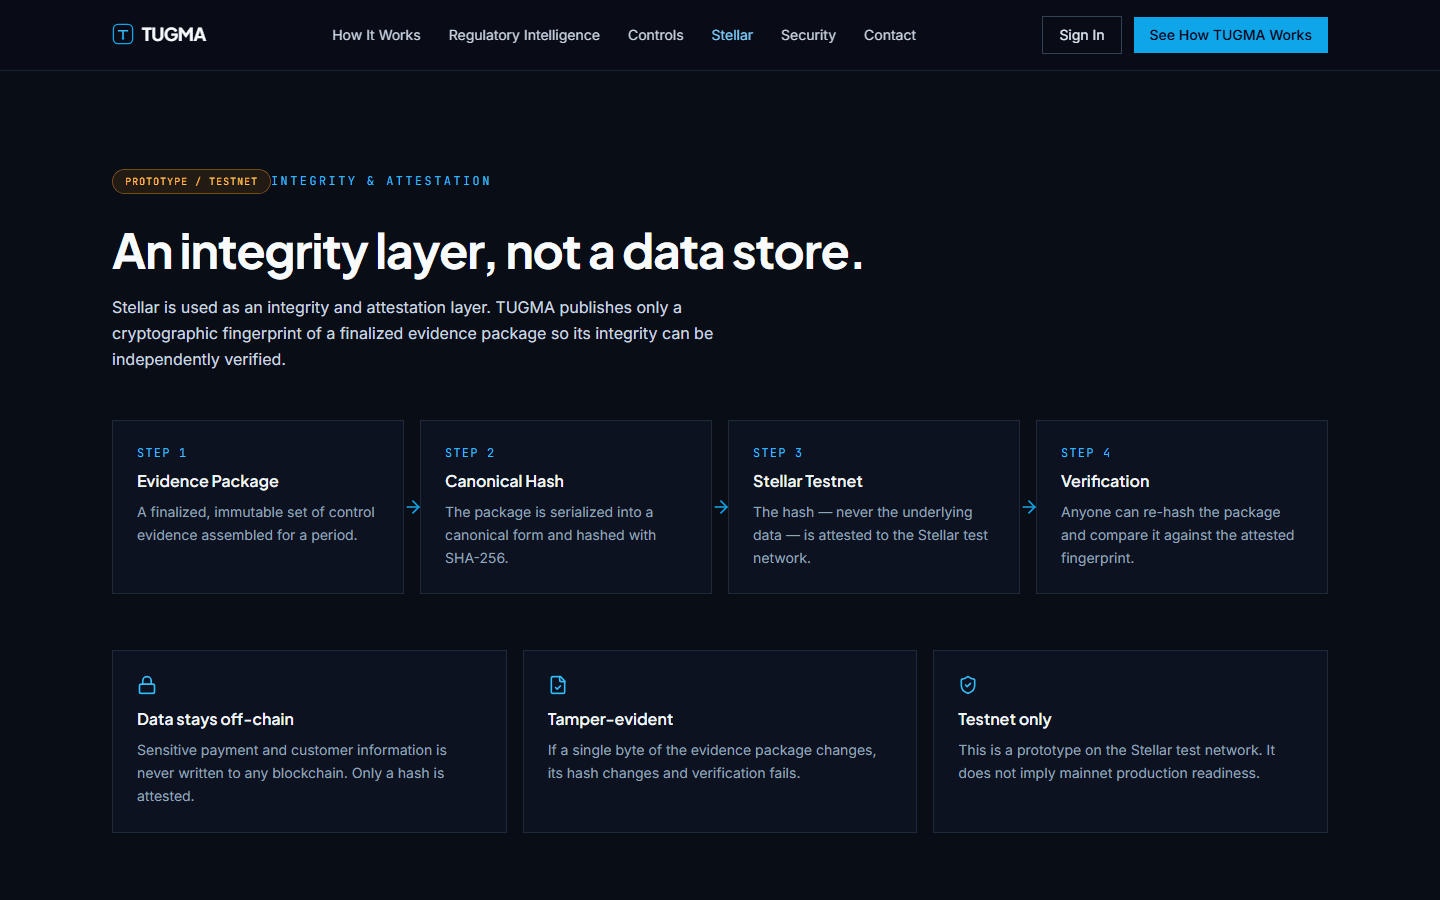 TUGMA
How It Works
Regulatory Intelligence
Controls
Stellar
Security
Contact
Sign In
See How TUGMA Works
PROTOTYPE / TESTNET
INTEGRITY & ATTESTATION
An integrity layer, not a data store.
Stellar is used as an integrity and attestation layer. TUGMA publishes only a
cryptographic fingerprint of a finalized evidence package so its integrity can be
independently verified.
STEP 1
Evidence Package
A finalized, immutable set of control
evidence assembled for a period.
STEP 2
Canonical Hash
The package is serialized into a
canonical form and hashed with
SHA-256.
STEP 3
Stellar Testnet
The hash — never the underlying
data — is attested to the Stellar test
network.
STEP 4
Verification
Anyone can re-hash the package
and compare it against the attested
fingerprint.
Data stays off-chain
Sensitive payment and customer information is
never written to any blockchain. Only a hash is
attested.
Tamper-evident
If a single byte of the evidence package changes,
its hash changes and verification fails.
Testnet only
This is a prototype on the Stellar test network. It
does not imply mainnet production readiness.